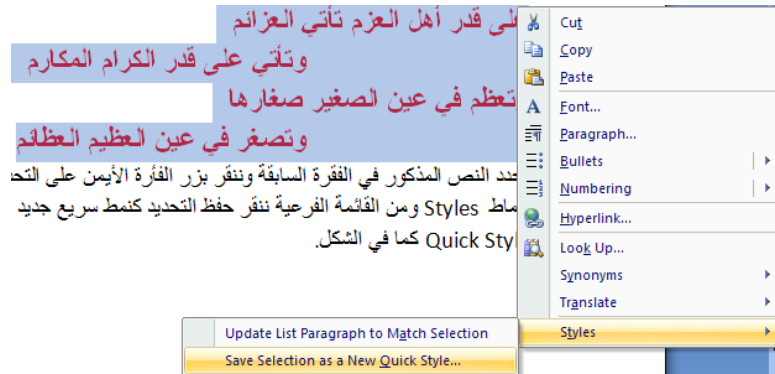 على قدر أهل العزم تأتي العزائم
وتأتي على قدر الكرام المكارم
تعظم في عين الصغير صغارها
وتصغر في عين العظيم العظائم
حدد النص المذكور في الفقرة السابقة وننقر بزر الفأرة الأيمن على
Styles ومن القائمة الفرعية ننقر حفظ التحديد كنمط سريع جديد
Quick كما في الشكل.
Cut
Copy
Paste
Font...
Paragraph...
Bullets
Numbering
Hyperlink...
Look Up...
Synonyms
Translate
Styles
Update List Paragraph to Match Selection
Save Selection as a New Quick Style...